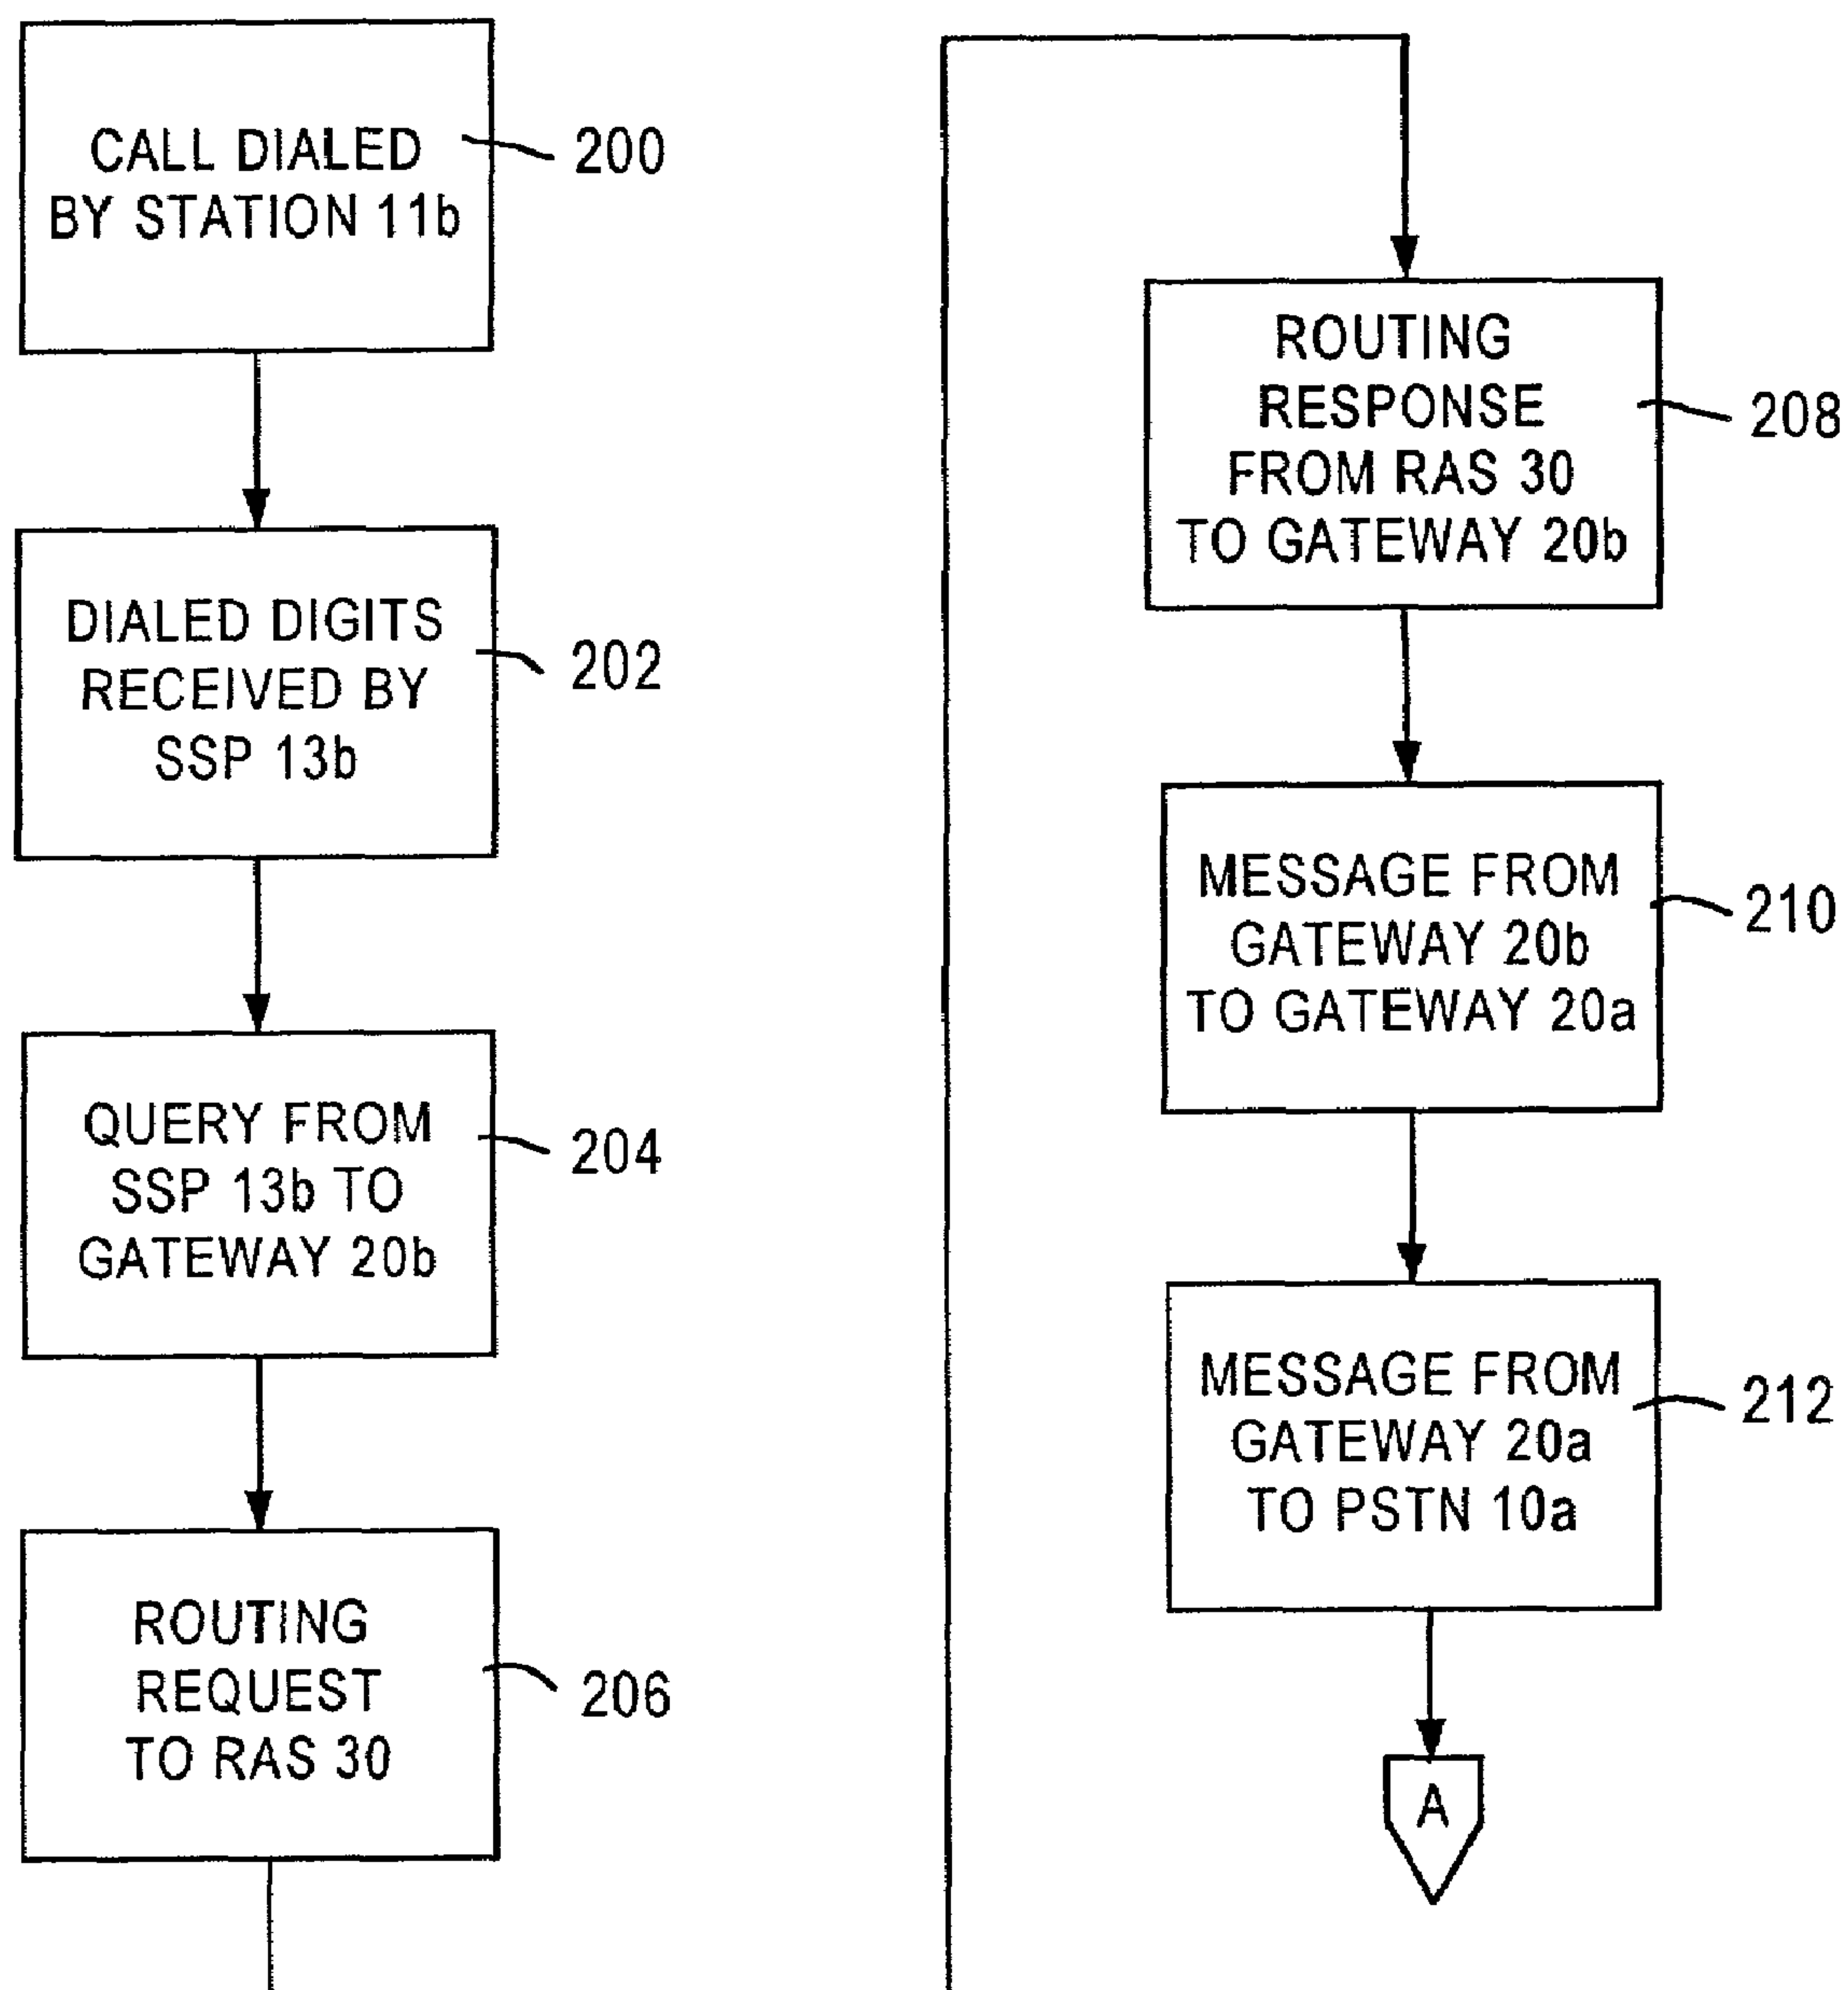 CALL DIALED
BY STATION 11b
200
DIALED DIGITS
RECEIVED BY
SSP 13b
202
QUERY FROM
SSP 13b TO
GATEWAY 20b
204
ROUTING
REQUEST
TO RAS 30
206
ROUTING
RESPONSE
FROM RAS 30
TO GATEWAY 20b
208
MESSAGE FROM
GATEWAY 20b
TO GATEWAY 20a
210
MESSAGE FROM
GATEWAY 20a
TO PSTN 10a
212
A